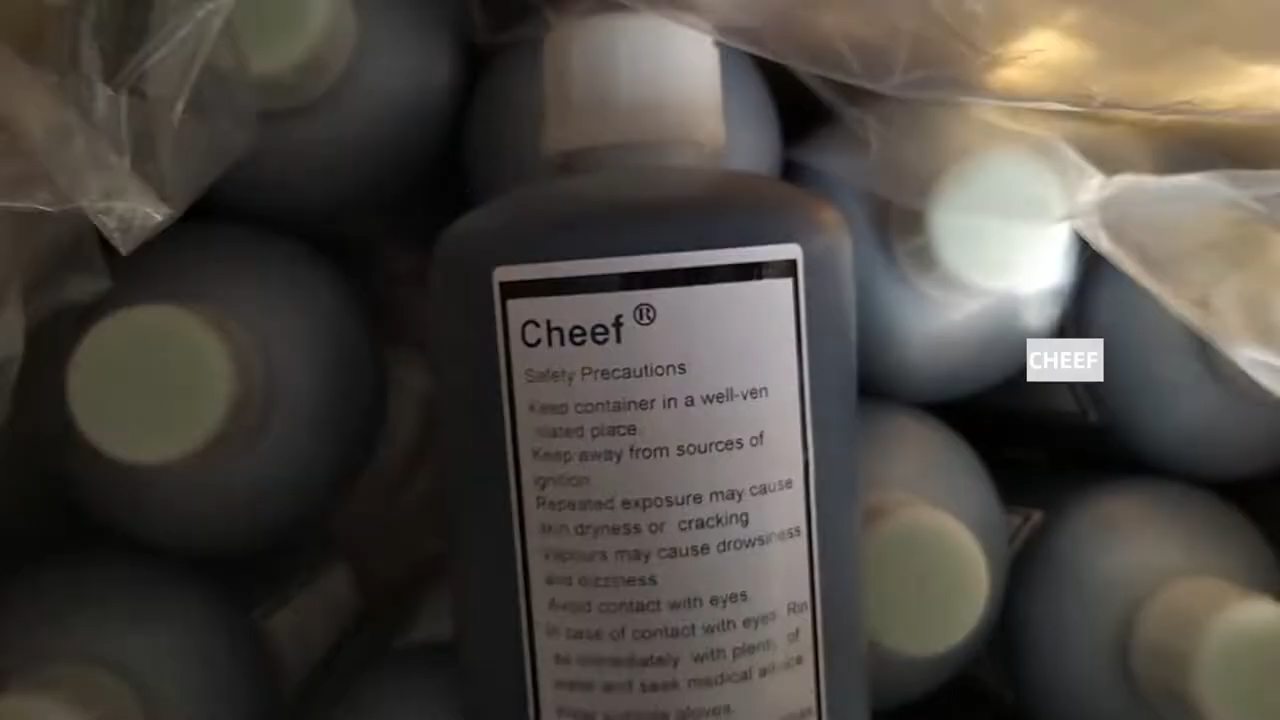 Cheef ®
Safety Precautions
Keep container in a well-ven
place.
Keep away from sources of
ignition
Repeated exposure may cause
skin dryness or cracking
Vapours may cause drowsiness
and dizziness
Avoid contact with eyes.
In case of contact with eyes Rin
immediately with plenty of
water and seek medical advice
gloves.
CHEEF